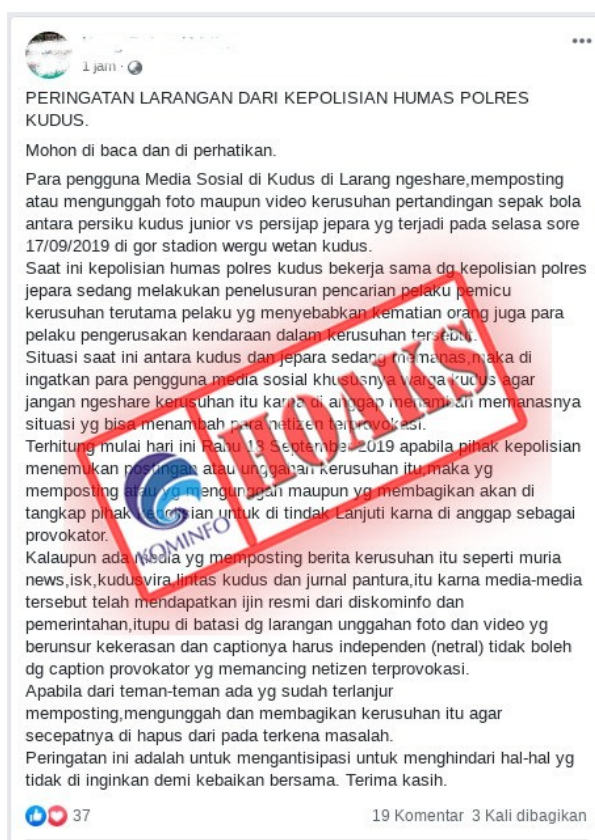 1 jam ·
PERINGATAN LARANGAN DARI KEPOLISIAN HUMAS POLRES
KUDUS.
Mohon di baca dan di perhatikan.
Para pengguna Media Sosial di Kudus di Larang ngeshare,memposting
atau mengunggah foto maupun video kerusuhan pertandingan sepak bola
antara persiku kudus junior vs persijap jepara yg terjadi pada selasa sore
17/09/2019 di gor stadion wergu wetan kudus.
Saat ini kepolisian humas polres kudus bekerja sama dg kepolisian polres
jepara sedang melakukan penelusuran pencarian pelaku pemicu
kerusuhan terutama pelaku yg menyebabkan kematian orang juga para
pelaku pengerusakan kendaraan dalam kerusuhan tersebut.
Situasi saat ini antara kudus dan jepara sedang memanas,maka di
ingatkan para pengguna media sosial khususnya warga kudus agar
jangan ngeshare kerusuhan itu karna di anggap menambah memanasnya
situasi yg bisa menambah para netizen terprovokasi.
Terhitung mulai hari ini Rabu 18 September 2019 apabila pihak kepolisian
menemukan postingan atau unggahan kerusuhan itu,maka yg
memposting atau yg mengunggah maupun yg membagikan akan di
tangkap pihak kepolisian untuk di tindak Lanjuti karna di anggap sebagai
provokator.
Kalaupun ada media yg memposting berita kerusuhan itu seperti muria
news,isk,kudusvira,lintas kudus dan jurnal pantura,itu karna media-media
tersebut telah mendapatkan ijin resmi dari diskominfo dan
pemerintahan,itupu di batasi dg larangan unggahan foto dan video yg
berunsur kekerasan dan captionya harus independen (netral) tidak boleh
dg caption provokator yg memancing netizen terprovokasi.
Apabila dari teman-teman ada yg sudah terlanjur
memposting,mengunggah dan membagikan kerusuhan itu agar
secepatnya di hapus dari pada terkena masalah.
Peringatan ini adalah untuk mengantisipasi untuk menghindari hal-hal yg
tidak di inginkan demi kebaikan bersama. Terima kasih.
KOMINFO
HOAKS
37
19 Komentar 3 Kali dibagikan